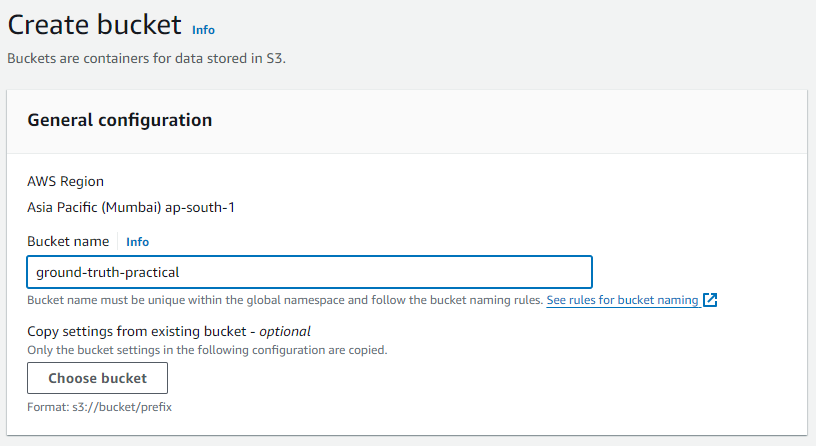 Create bucket Info
Buckets are containers for data stored in S3.
General configuration
AWS Region
Asia Pacific (Mumbai) ap-south-1
Bucket name Info
ground-truth-practical
Bucket name must be unique within the global namespace and follow the bucket naming rules. See rules for bucket naming
Copy settings from existing bucket - optional
Only the bucket settings in the following configuration are copied.
Choose bucket
Format: s3://bucket/prefix